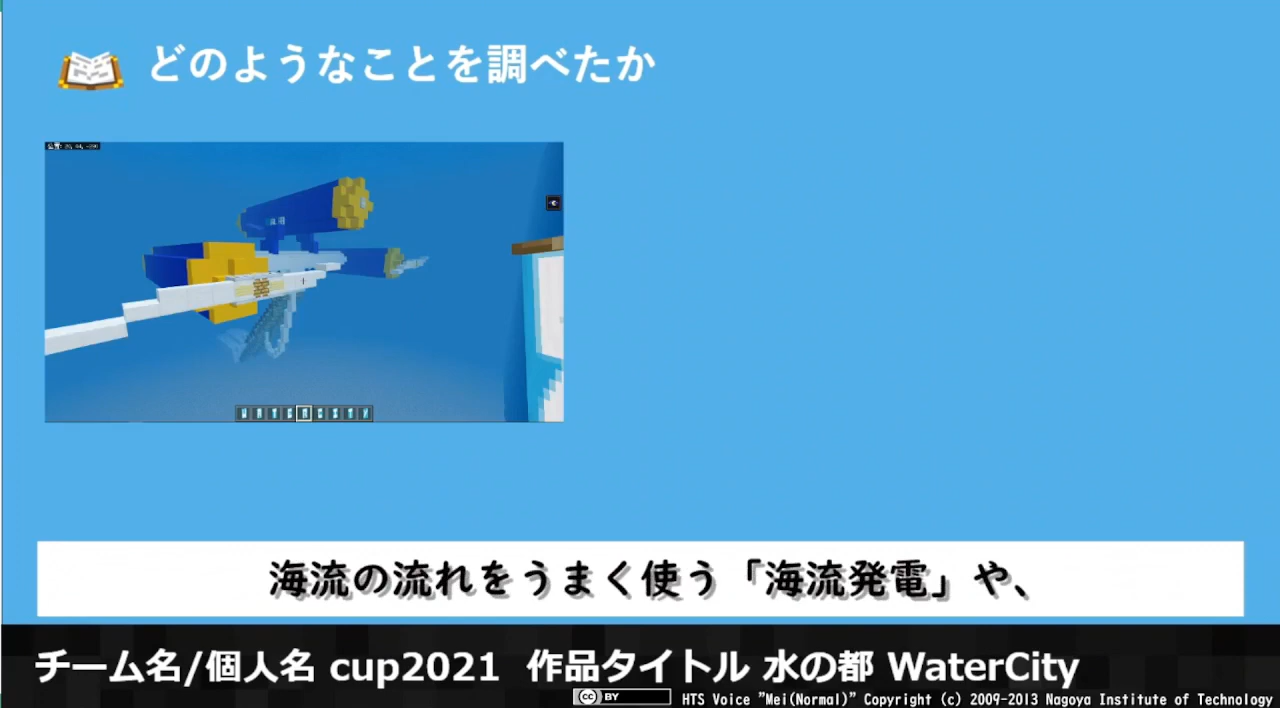 どのようなことを調べたか
海流の流れをうまく使う「海流発電」や、
チーム名/個人名 cup2021 作品タイトル 水の都 WaterCity
cc BY HTS Voice "Mei(Normal)" Copyright (c) 2009-2013 Nagoya Institute of Technology